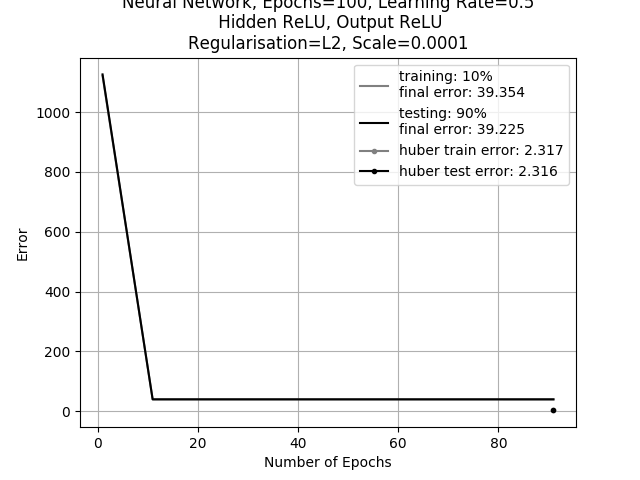 Neural Network, Epochs=100, Learning Rate=0.5
Hidden ReLU, Output ReLU
Regularisation=L2, Scale=0.0001
training: 10%
final error: 39.354
testing: 90%
final error: 39.225
huber train error: 2.317
huber test error: 2.316
1000
800
600
400
200
0
Error
0 20 40 60 80
Number of Epochs